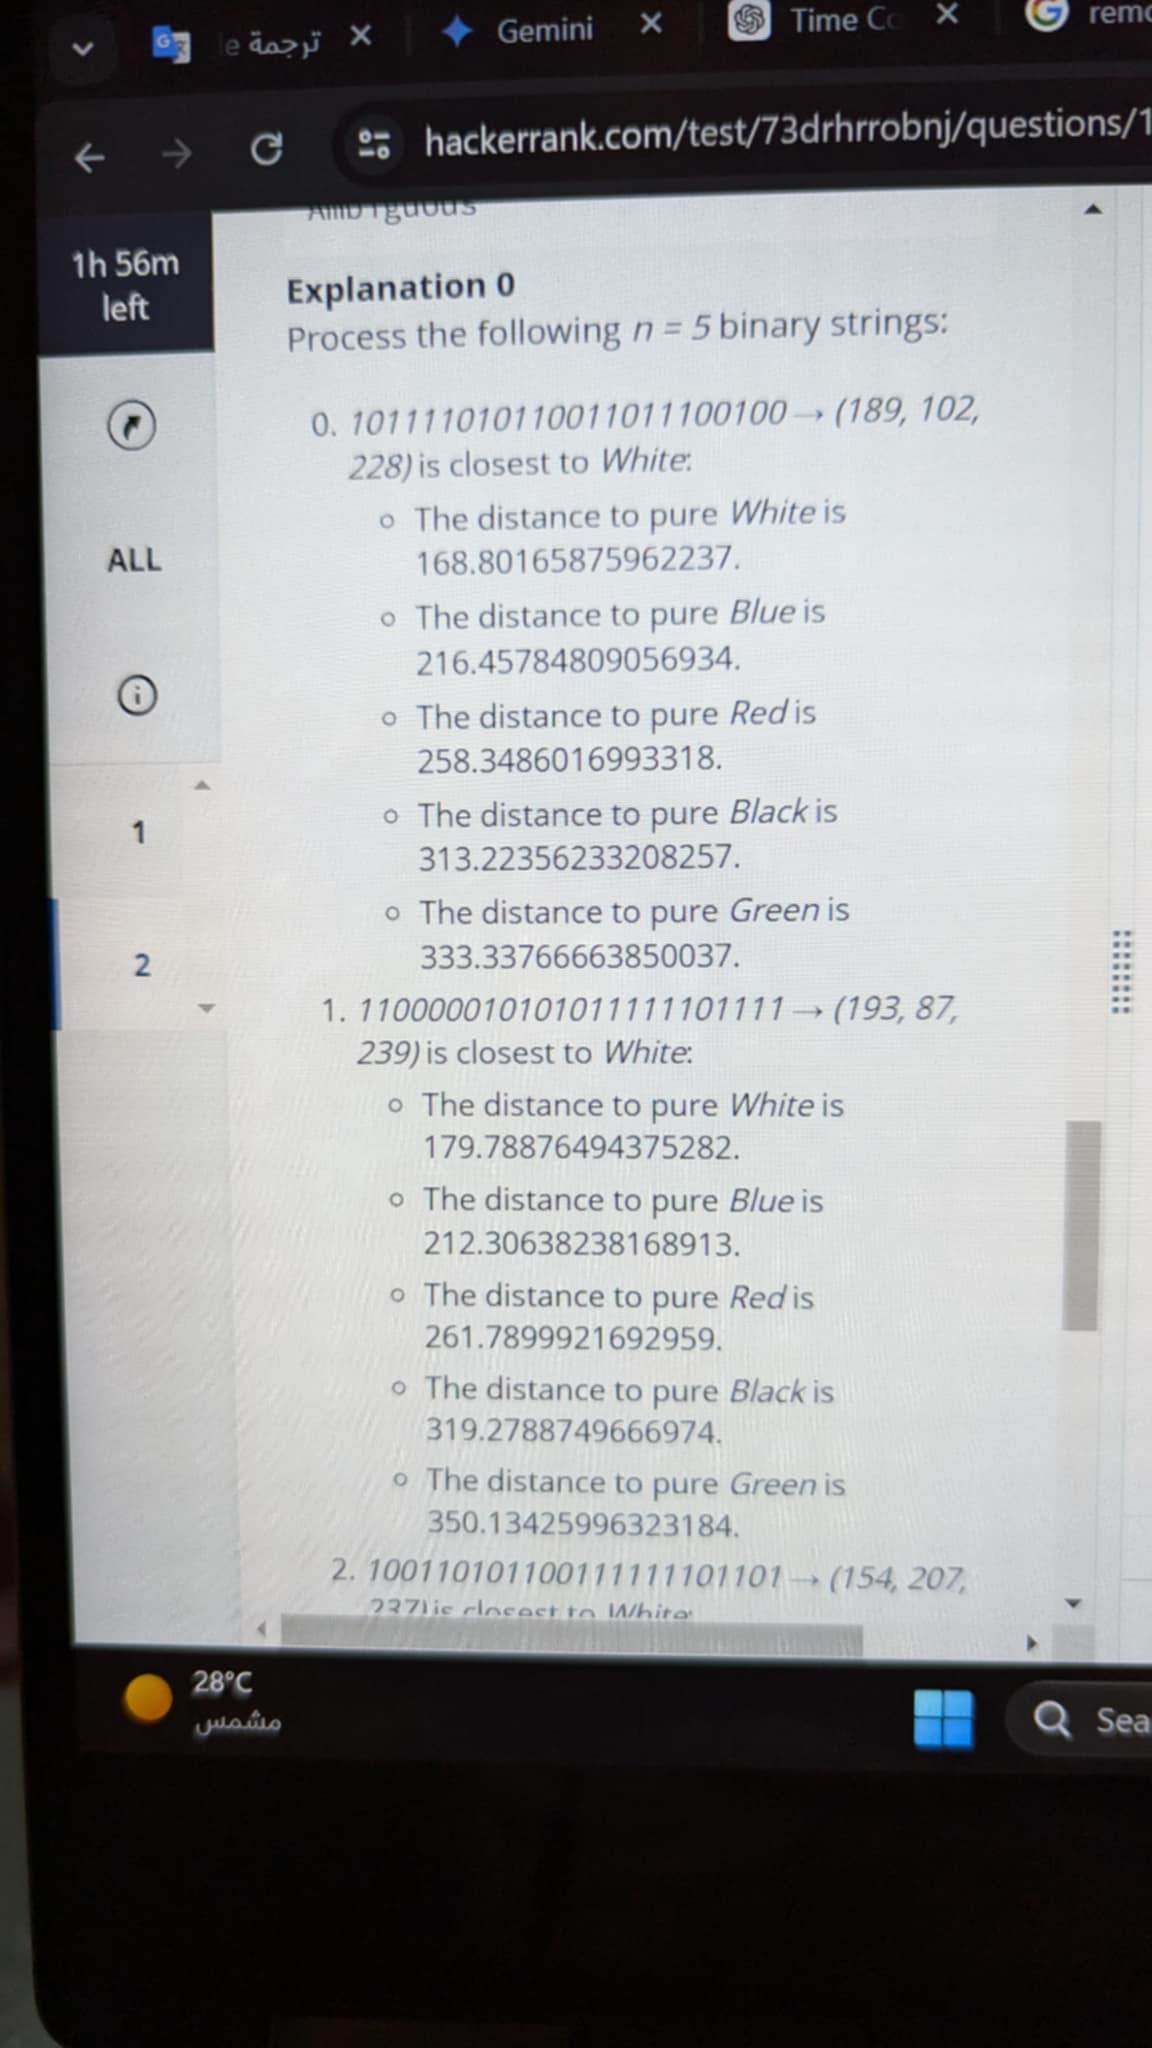 ترجمة e
Gemini
Time Co
remo
hackerrank.com/test/73drhrrobnj/questions/1
Ambiguous
1h 56m
left
Explanation 0
Process the following n = 5 binary strings:
0. 101111010110011011100100 → (189, 102,
228) is closest to White:
The distance to pure White is
168.80165875962237.
ALL
The distance to pure Blue is
216.45784809056934.
The distance to pure Red is
258.3486016993318.
The distance to pure Black is
313.22356233208257.
1
The distance to pure Green is
333.33766663850037.
2
1. 110000010101011111101111 → (193, 87,
239) is closest to White:
The distance to pure White is
179.78876494375282.
The distance to pure Blue is
212.30638238168913.
The distance to pure Red is
261.7899921692959.
The distance to pure Black is
319.2788749666974.
The distance to pure Green is
350.13425996323184.
2. 100110101100111111101101 → (154, 207,
237) is closest to White:
28°C
مشمس
Sea